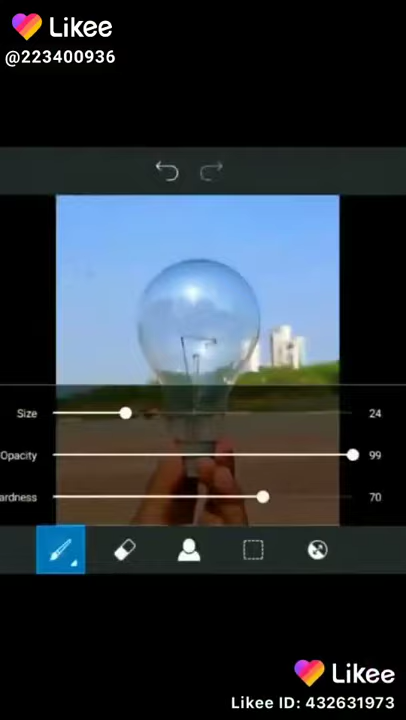 Likee
@223400936
Size 24
Opacity 99
ardness 70
Likee
Likee ID: 432631973